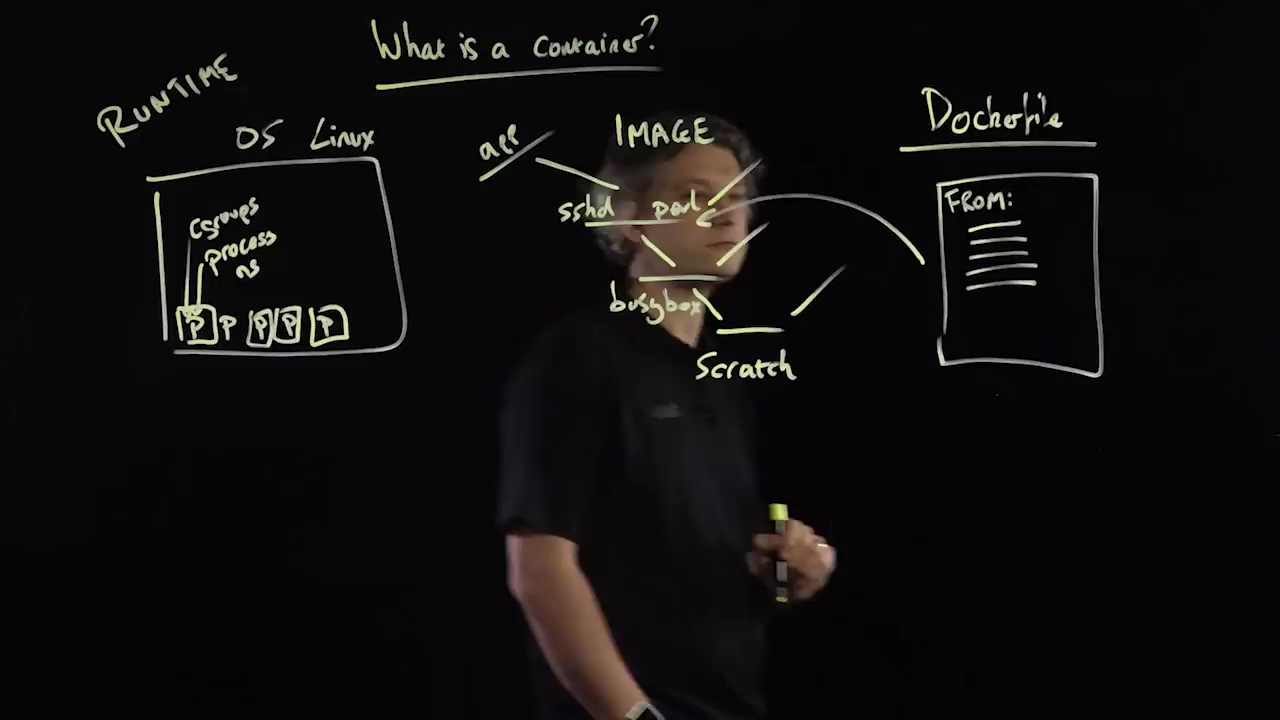 What is a container?
RUNTIME
OS Linux
cgroups
process
ns
P P P P P
IMAGE
app
sshd perl
busybox
Scratch
Dockerfile
FROM: